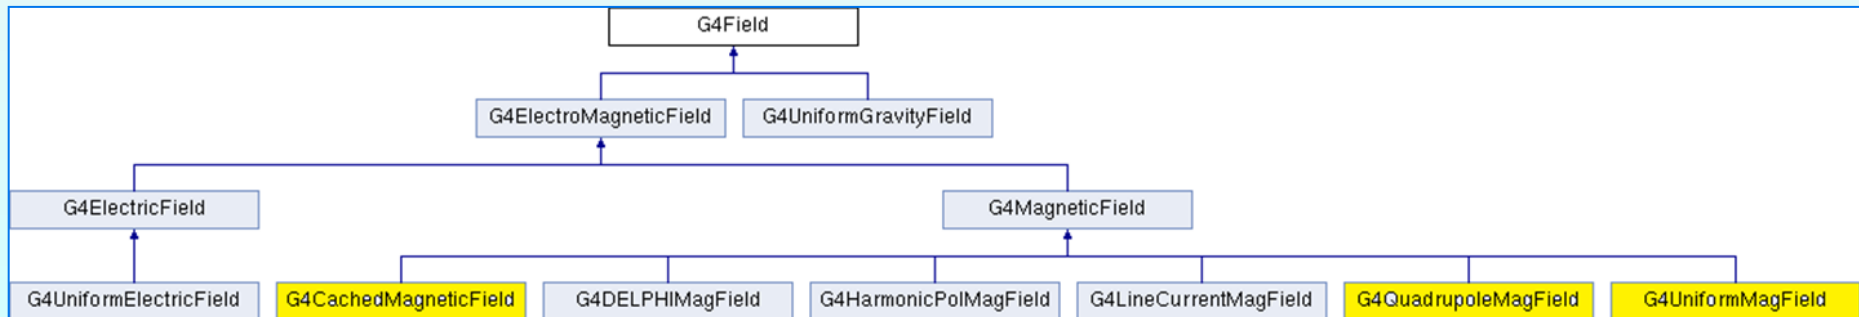 G4Field
G4ElectroMagneticField G4UniformGravityField
G4ElectricField G4MagneticField
G4UniformElectricField G4CachedMagneticField G4DELPHIMagField G4HarmonicPolMagField G4LineCurrentMagField G4QuadrupoleMagField G4UniformMagField